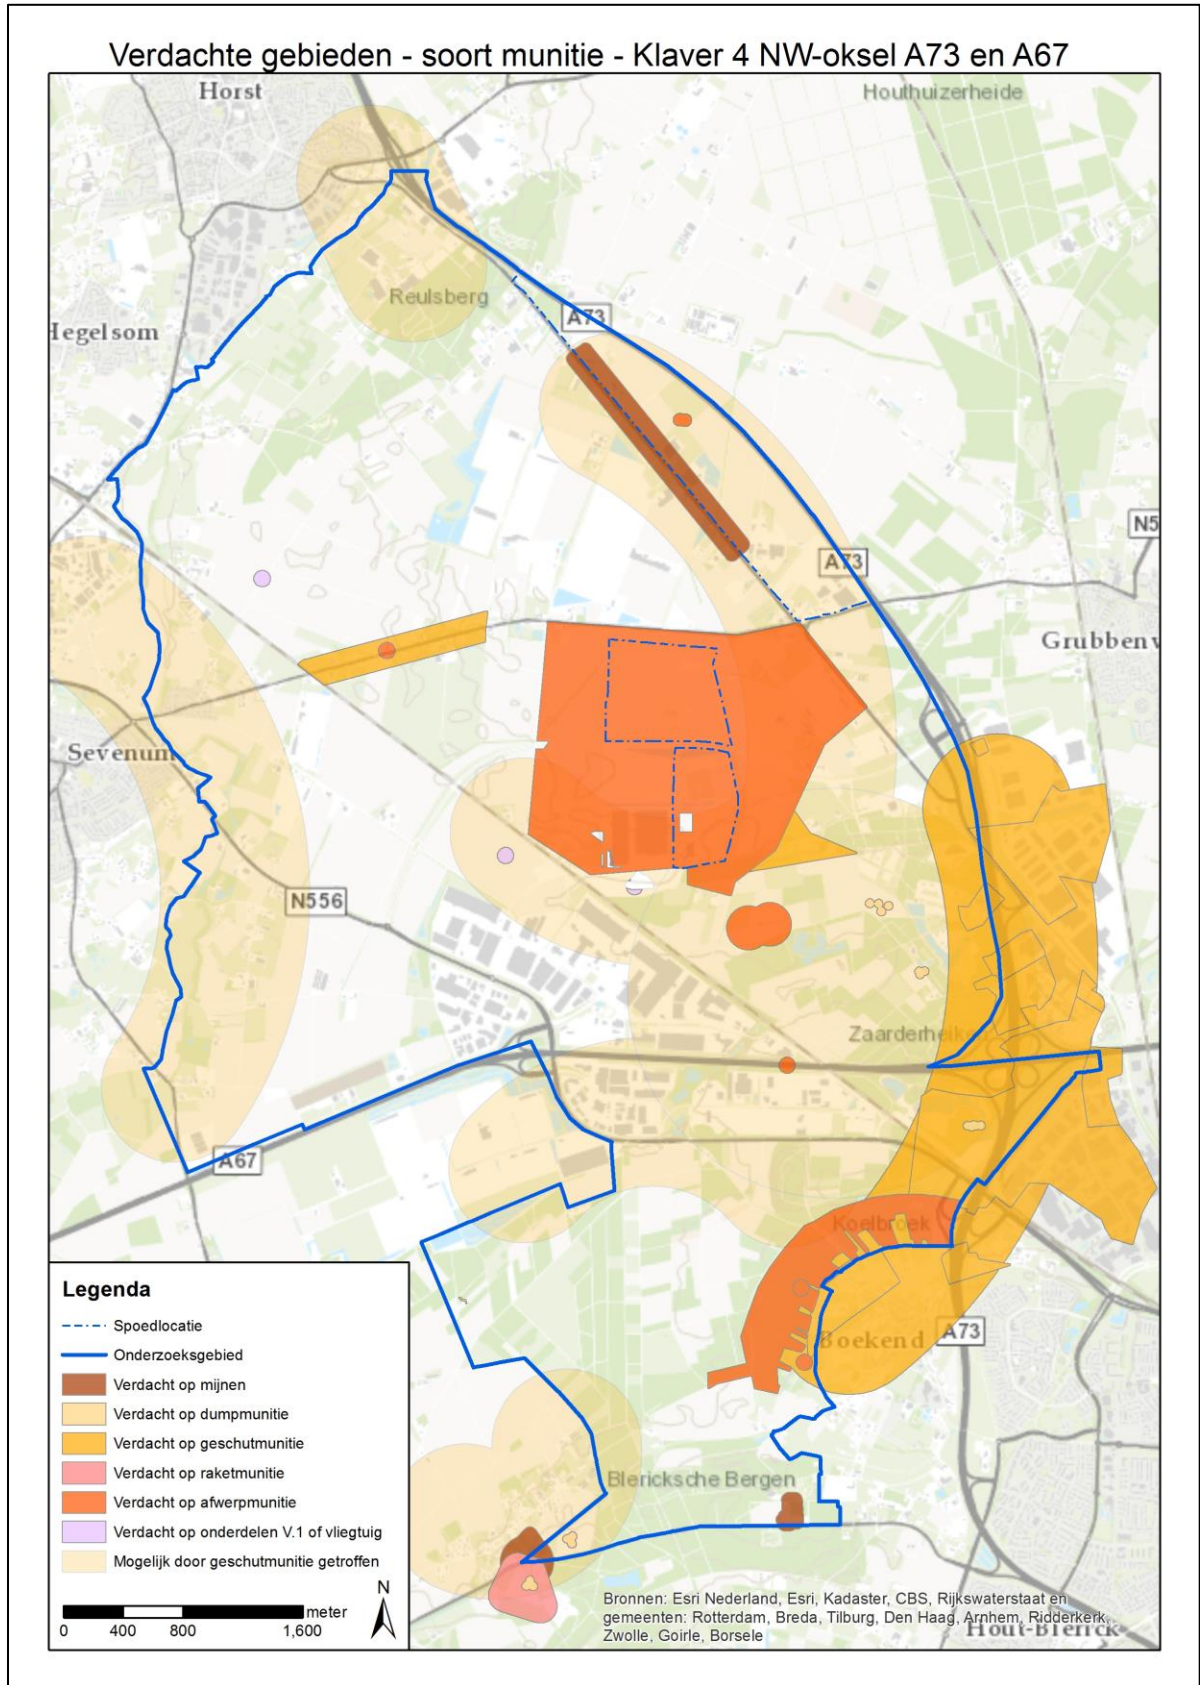 Verdachte gebieden - soort munitie - Klaver 4 NW-oksel A73 en A67
Horst
Houthuizerheide
Reulsberg
Hegelsom
A73
N5
A73
Grubbenv
Sevenum
N556
Zaarderheiken
A67
Koelbroek
Boekend
A73
Blericksche Bergen
Hout-Blerick
Legenda
Spoedlocatie
Onderzoeksgebied
Verdacht op mijnen
Verdacht op dumpmunitie
Verdacht op geschutmunitie
Verdacht op raketmunitie
Verdacht op afwerpmunitie
Verdacht op onderdelen V.1 of vliegtuig
Mogelijk door geschutmunitie getroffen
N
meter
0 400 800 1,600
Bronnen: Esri Nederland, Esri, Kadaster, CBS, Rijkswaterstaat en
gemeenten: Rotterdam, Breda, Tilburg, Den Haag, Arnhem, Ridderkerk,
Zwolle, Goirle, Borsele